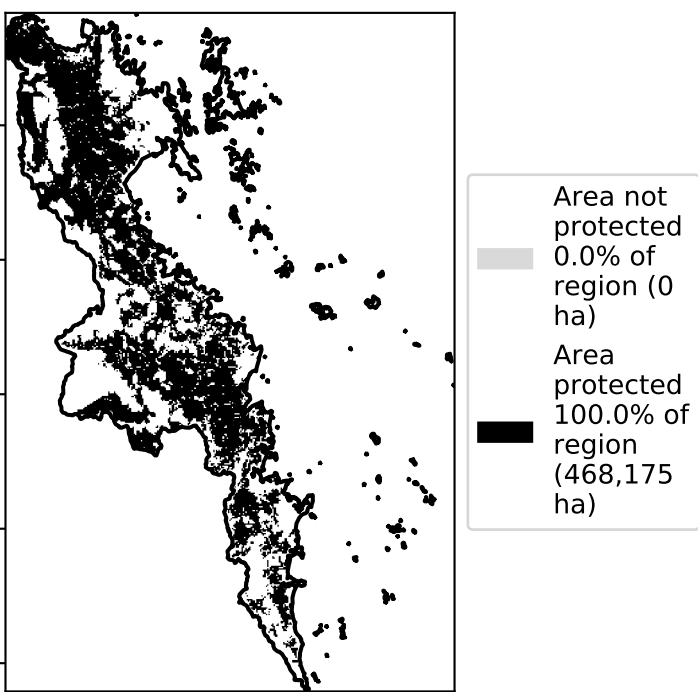 Area not
protected
0.0% of
region (0
ha)
Area
protected
100.0% of
region
(468,175
ha)